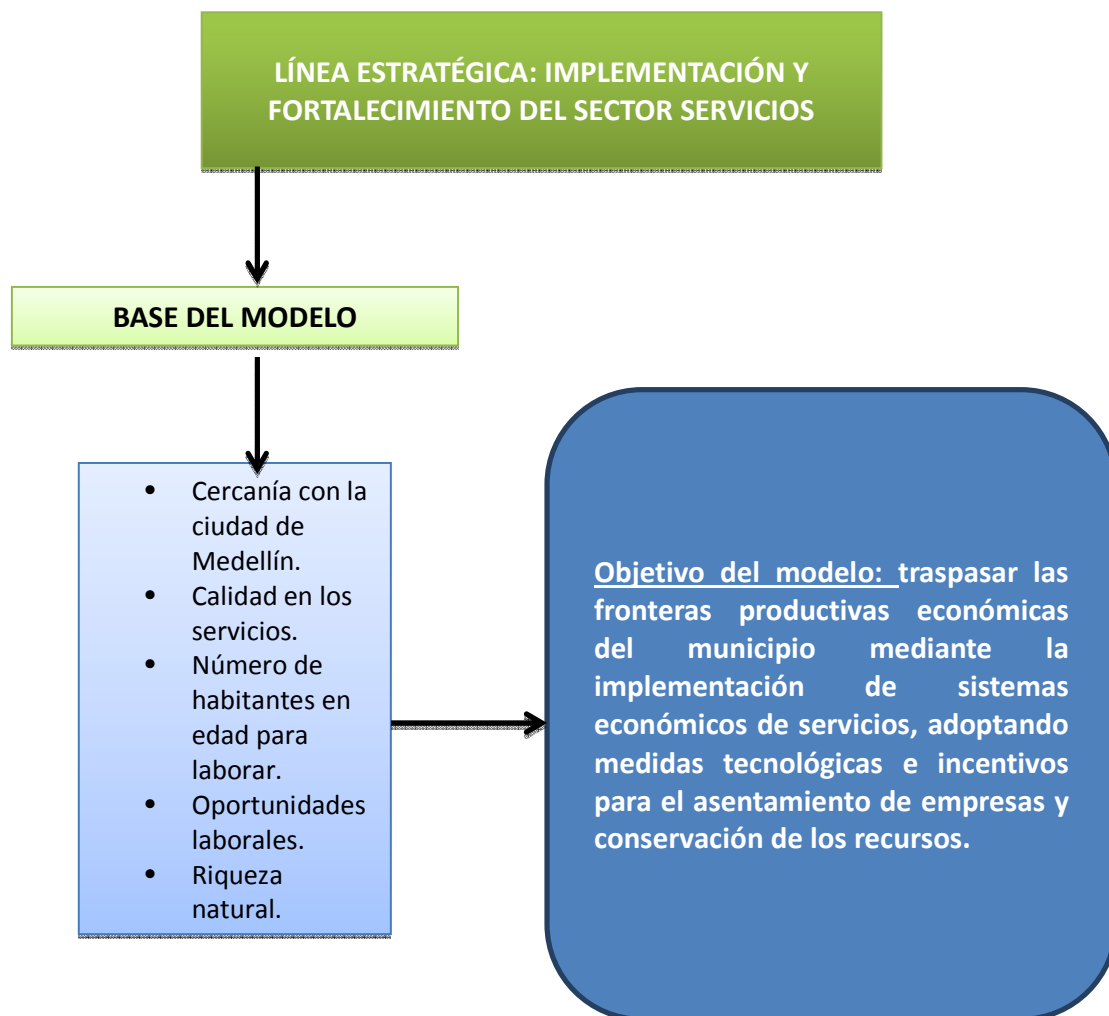 LÍNEA ESTRATÉGICA: IMPLEMENTACIÓN Y
FORTALECIMIENTO DEL SECTOR SERVICIOS
BASE DEL MODELO
• Cercanía con la
ciudad de
Medellín.
• Calidad en los
servicios.
• Número de
habitantes en
edad para
laborar.
• Oportunidades
laborales.
• Riqueza
natural.
Objetivo del modelo: traspasar las
fronteras productivas económicas
del municipio mediante la
implementación de sistemas
económicos de servicios, adoptando
medidas tecnológicas e incentivos
para el asentamiento de empresas y
conservación de los recursos.